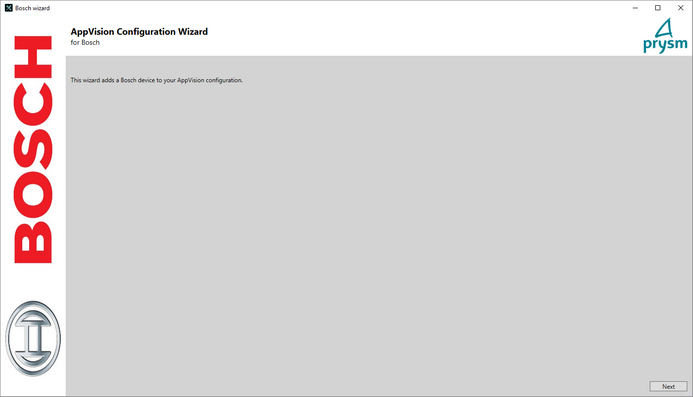 Bosch wizard
AppVision Configuration Wizard
for Bosch
prysm
BOSCH
This wizard adds a Bosch device to your AppVision configuration.
Next